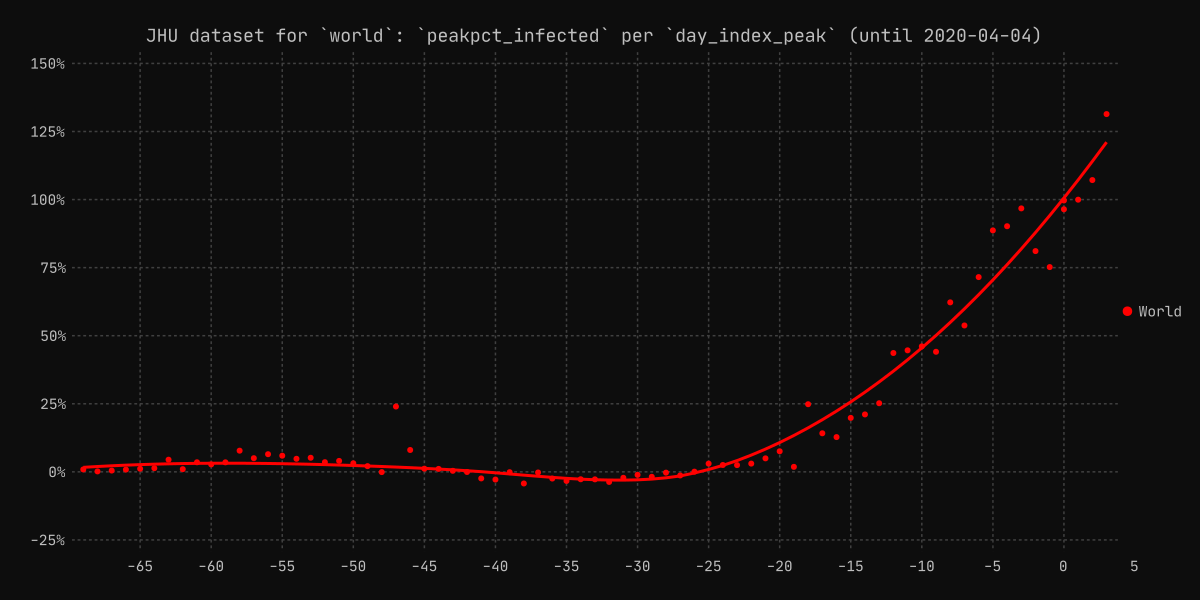 JHU dataset for `world`: `peakpct_infected` per `day_index_peak` (until 2020-04-04)
150%
125%
100%
75%
50%
25%
0%
-25%
World
-65 -60 -55 -50 -45 -40 -35 -30 -25 -20 -15 -10 -5 0 5